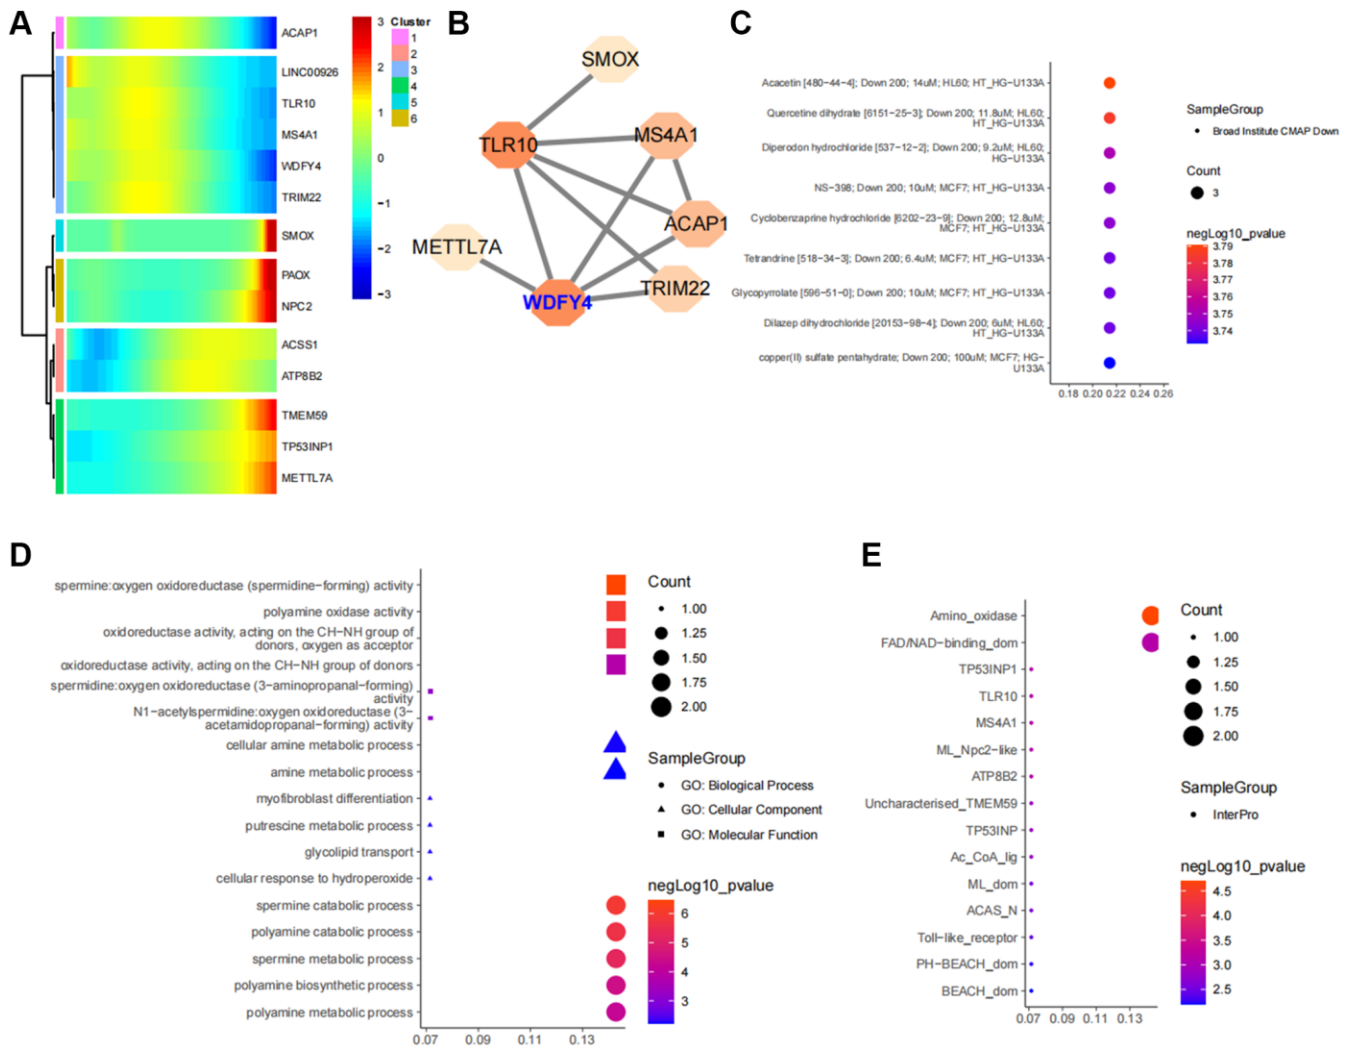 A
ACAP1
LINC00926
TLR10
MS4A1
WDFY4
TRIM22
SMOX
PAOX
NPC2
ACSS1
ATP8B2
TMEM59
TP53INP1
METTL7A
3
2
1
0
−1
−2
−3
Cluster
1
2
3
4
5
6
B
SMOX
TLR10
MS4A1
ACAP1
METTL7A
TRIM22
WDFY4
C
Acacetin [480−44−4]; Down 200; 14uM; HL60; HT_HG−U133A
Quercetine dihydrate [6151−25−3]; Down 200; 11.8uM; HL60;
HT_HG−U133A
Diperodon hydrochloride [537−12−2]; Down 200; 9.2uM; HL60;
HG−U133A
NS−398; Down 200; 10uM; MCF7; HT_HG−U133A
Cyclobenzaprine hydrochloride [6202−23−9]; Down 200; 12.8uM;
MCF7; HT_HG−U133A
Tetrandrine [518−34−3]; Down 200; 6.4uM; MCF7; HT_HG−U133A
Glycopyrrolate [596−51−0]; Down 200; 10uM; MCF7; HT_HG−U133A
Dilazep dihydrochloride [20153−98−4]; Down 200; 6uM; HL60;
HT_HG−U133A
copper(II) sulfate pentahydrate; Down 200; 100uM; MCF7; HG−
U133A
0.18 0.20 0.22 0.24 0.26
SampleGroup
Broad Institute CMAP Down
Count
3
negLog10_pvalue
3.79
3.78
3.77
3.76
3.75
3.74
D
spermine:oxygen oxidoreductase (spermidine−forming) activity
polyamine oxidase activity
oxidoreductase activity, acting on the CH−NH group of
donors, oxygen as acceptor
oxidoreductase activity, acting on the CH−NH group of donors
spermidine:oxygen oxidoreductase (3−aminopropanal−forming)
activity
N1−acetylspermidine:oxygen oxidoreductase (3−
acetamidopropanal−forming) activity
cellular amine metabolic process
amine metabolic process
myofibroblast differentiation
putrescine metabolic process
glycolipid transport
cellular response to hydroperoxide
spermine catabolic process
polyamine catabolic process
spermine metabolic process
polyamine biosynthetic process
polyamine metabolic process
0.07 0.09 0.11 0.13
Count
1.00
1.25
1.50
1.75
2.00
SampleGroup
GO: Biological Process
GO: Cellular Component
GO: Molecular Function
negLog10_pvalue
6
5
4
3
E
Amino_oxidase
FAD/NAD−binding_dom
TP53INP1
TLR10
MS4A1
ML_Npc2−like
ATP8B2
Uncharacterised_TMEM59
TP53INP
Ac_CoA_lig
ML_dom
ACAS_N
Toll−like_receptor
PH−BEACH_dom
BEACH_dom
0.07 0.09 0.11 0.13
Count
1.00
1.25
1.50
1.75
2.00
SampleGroup
InterPro
negLog10_pvalue
4.5
4.0
3.5
3.0
2.5